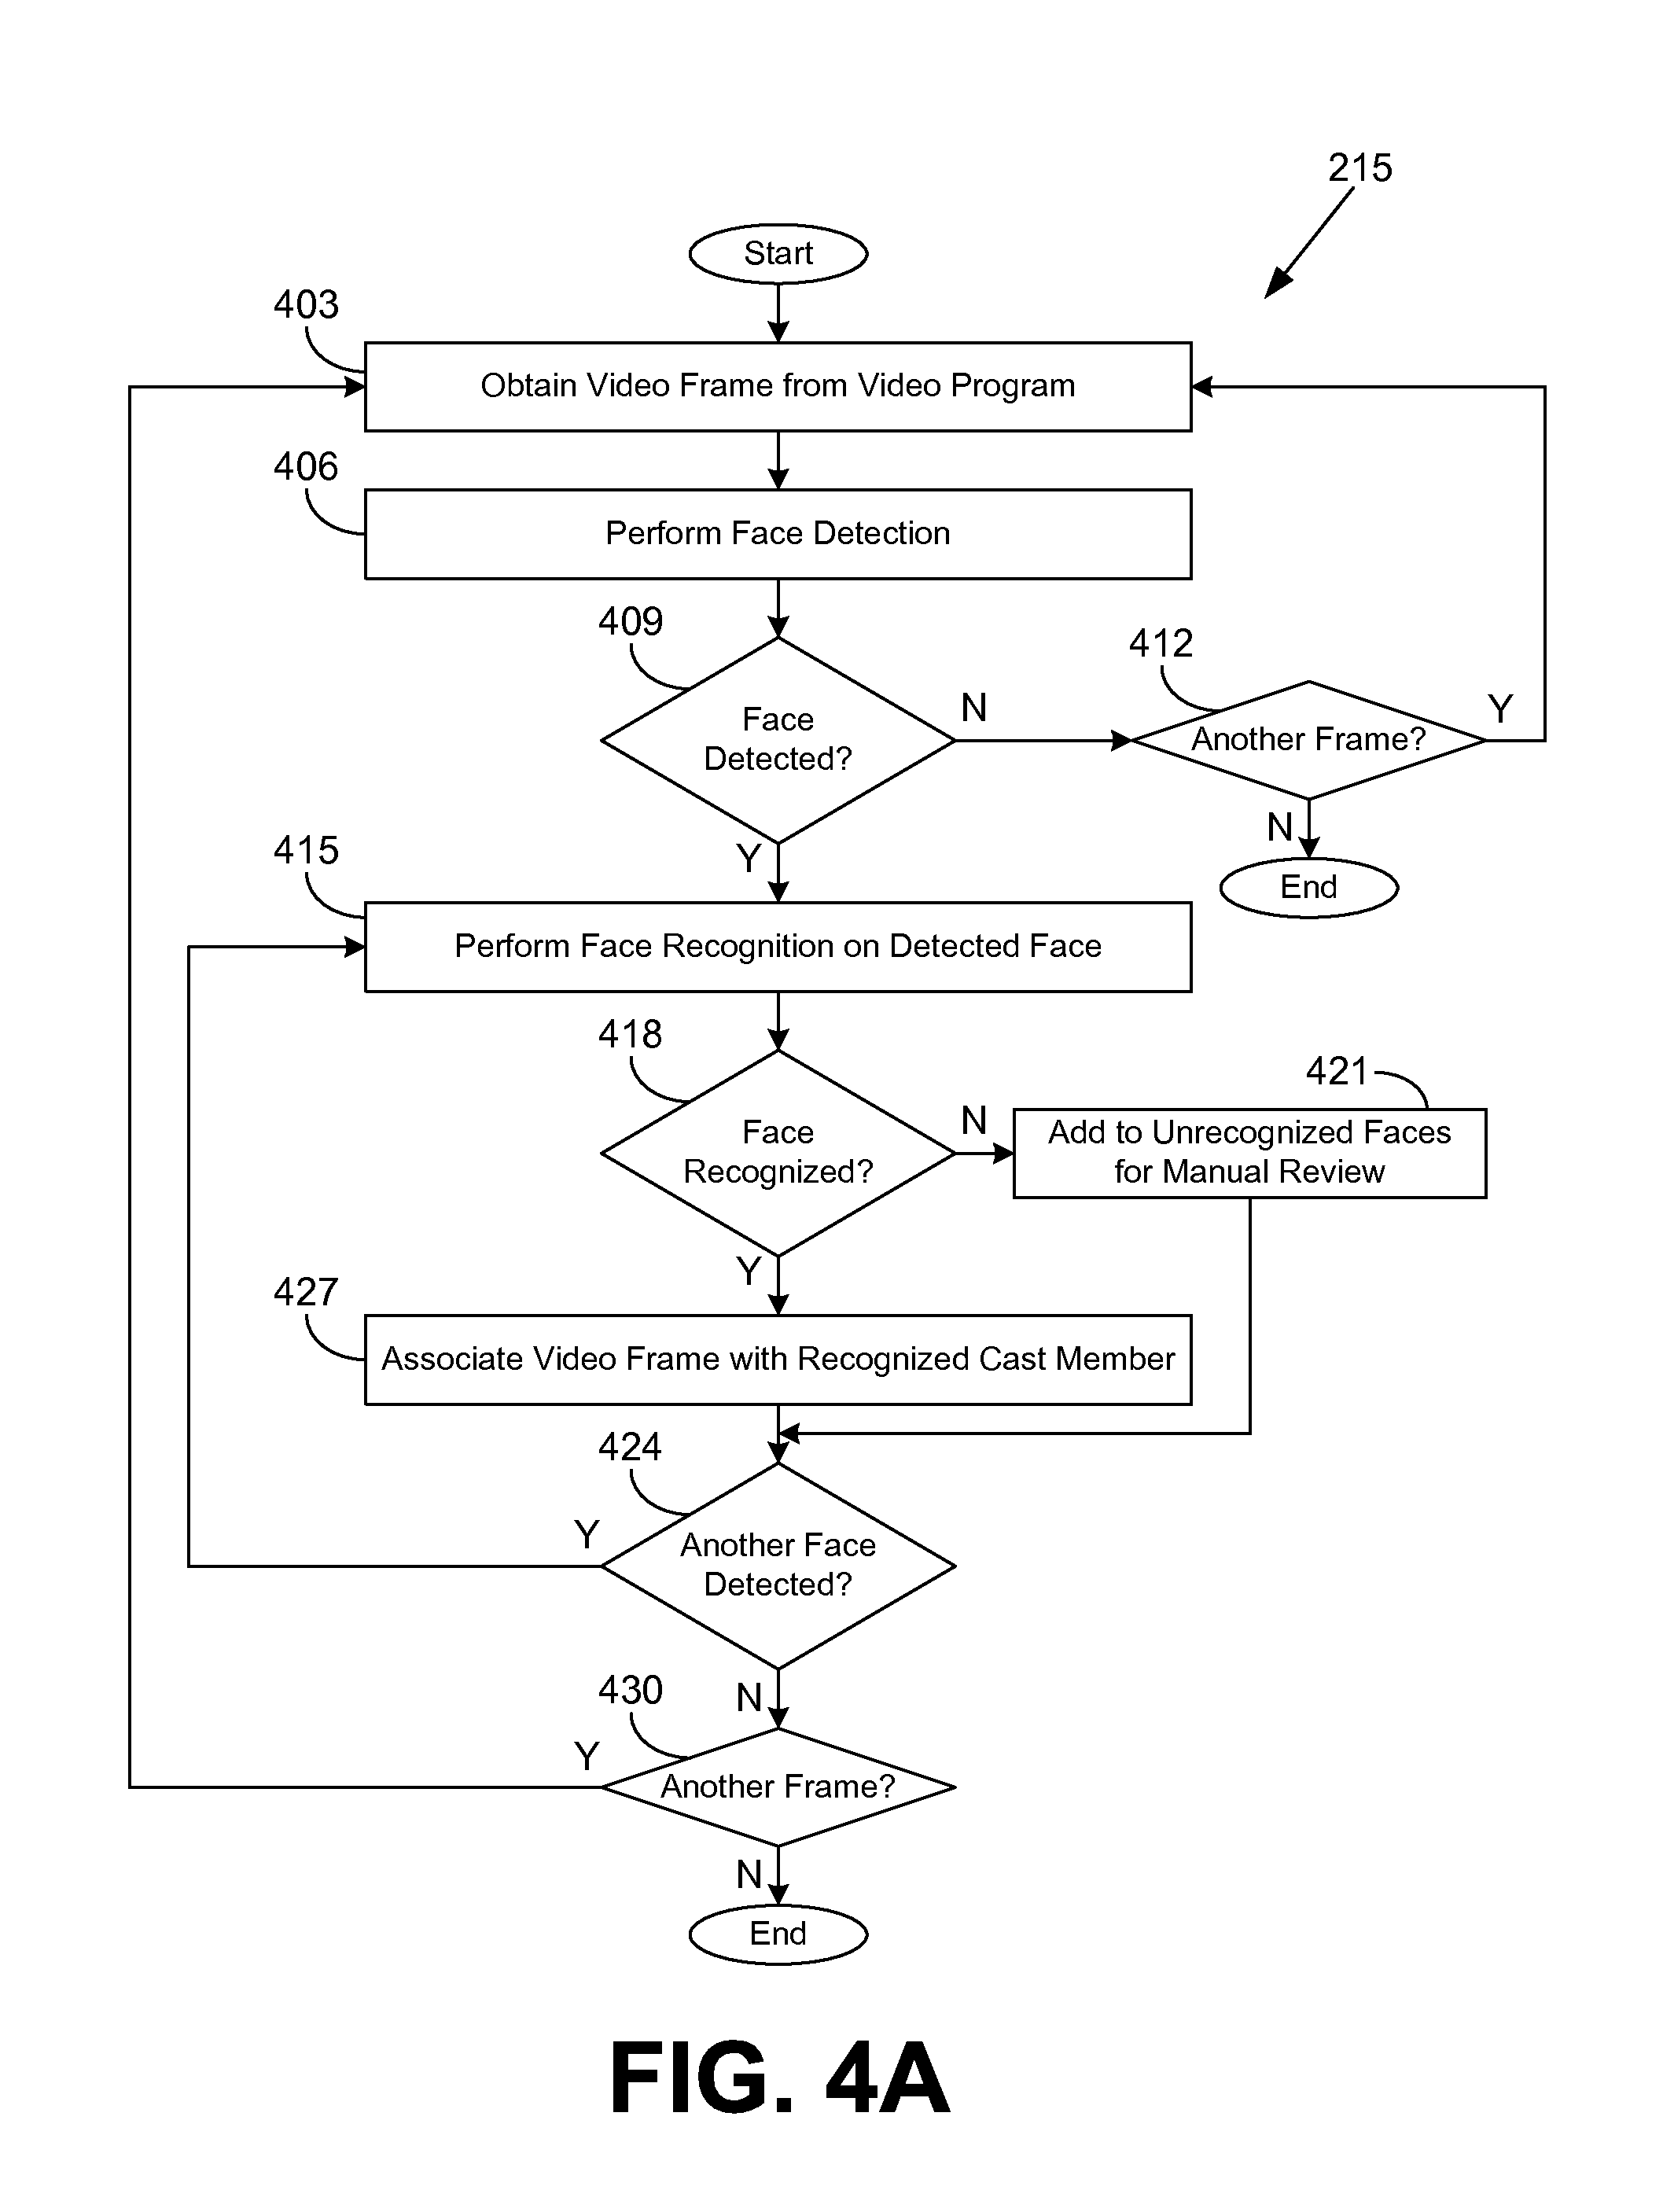 215
Start
403
Obtain Video Frame from Video Program
406
Perform Face Detection
409
Face
Detected?
N
412
Another Frame?
Y
N
End
Y
415
Perform Face Recognition on Detected Face
418
Face
Recognized?
N
421
Add to Unrecognized Faces
for Manual Review
Y
427
Associate Video Frame with Recognized Cast Member
424
Another Face
Detected?
Y
N
430
Another Frame?
Y
N
End
FIG. 4A